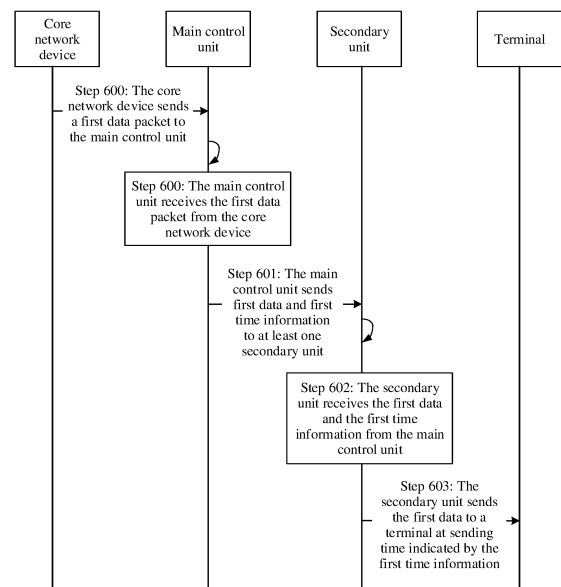 Core
network
device
Main control
unit
Secondary
unit
Terminal
Step 600: The core
network device sends
a first data packet to
the main control unit
Step 600: The main control
unit receives the first data
packet from the core
network device
Step 601: The main
control unit sends
first data and first
time information
to at least one
secondary unit
Step 602: The secondary
unit receives the first data
and the first time
information from the main
control unit
Step 603: The
secondary unit sends
the first data to a
terminal at sending
time indicated by the
first time information